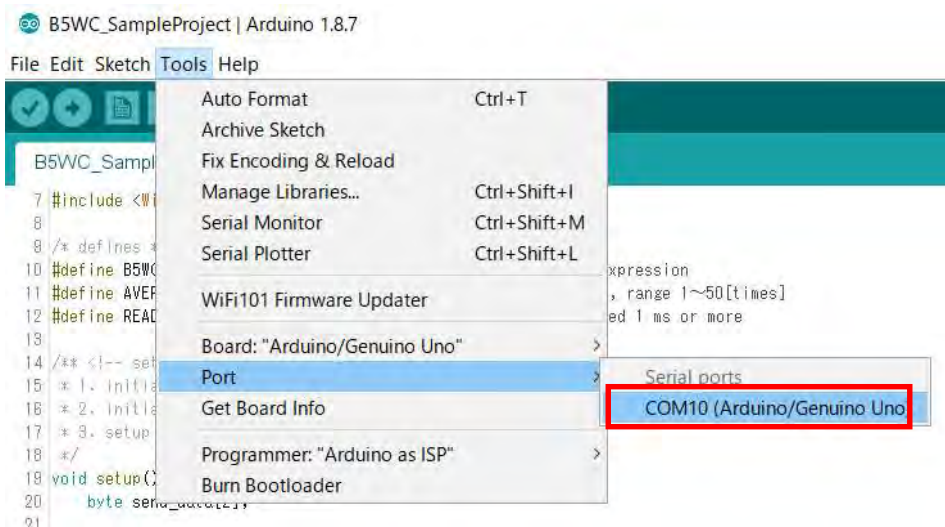 B5WC_SampleProject | Arduino 1.8.7
File Edit Sketch Tools Help
Auto Format Ctrl+T
Archive Sketch
Fix Encoding & Reload
Manage Libraries... Ctrl+Shift+I
Serial Monitor Ctrl+Shift+M
Serial Plotter Ctrl+Shift+L
WiFi101 Firmware Updater
Board: "Arduino/Genuino Uno"
Port
Get Board Info
Programmer: "Arduino as ISP"
Burn Bootloader
Serial ports
COM10 (Arduino/Genuino Uno
B5WC_Sampl
7 #include <Wi
8
9 /* defines *
10 #define B5WC xpression
11 #define AVER , range 1~50[times]
12 #define READ ed 1 ms or more
13
14 /** <!-- set
15 * 1. initia
16 * 2. initia
17 * 3. setup
18 */
19 void setup()
20 byte send_data[2];
21